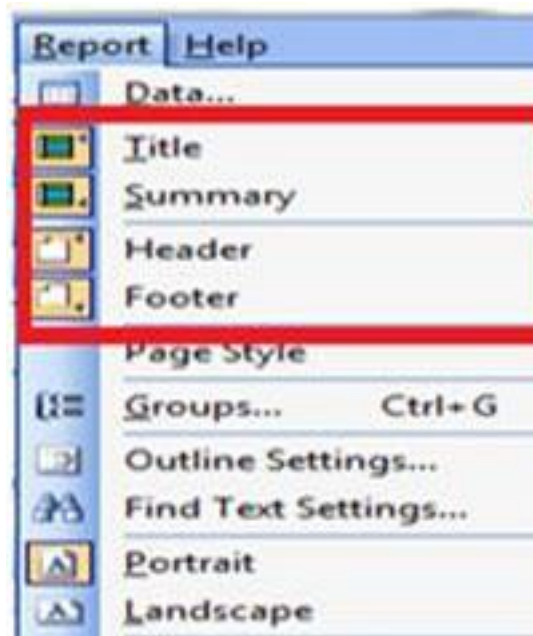 Report Help
Data...
Title
Summary
Header
Footer
Page Style
Groups... Ctrl+G
Outline Settings...
Find Text Settings...
Portrait
Landscape